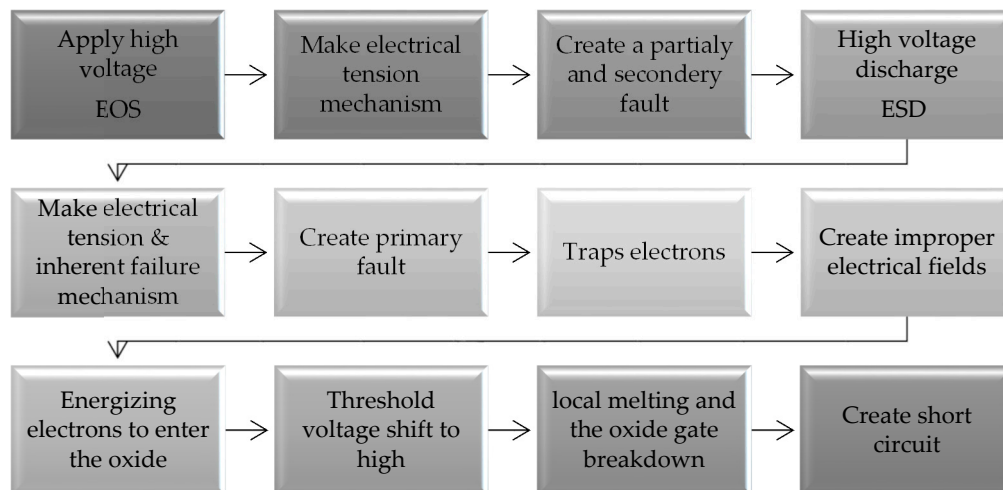 Apply high
voltage
EOS
Make electrical
tension
mechanism
Create a partialy
and secondery
fault
High voltage
discharge
ESD
Make electrical
tension &
inherent failure
mechanism
Create primary
fault
Traps electrons
Create improper
electrical fields
Energizing
electrons to enter
the oxide
Threshold
voltage shift to
high
local melting and
the oxide gate
breakdown
Create short
circuit